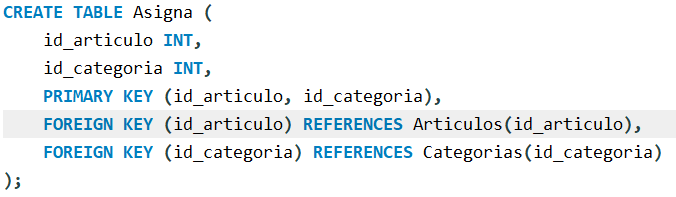 CREATE TABLE Asigna (
    id_articulo INT,
    id_categoria INT,
    PRIMARY KEY (id_articulo, id_categoria),
    FOREIGN KEY (id_articulo) REFERENCES Articulos(id_articulo),
    FOREIGN KEY (id_categoria) REFERENCES Categorias(id_categoria)
);